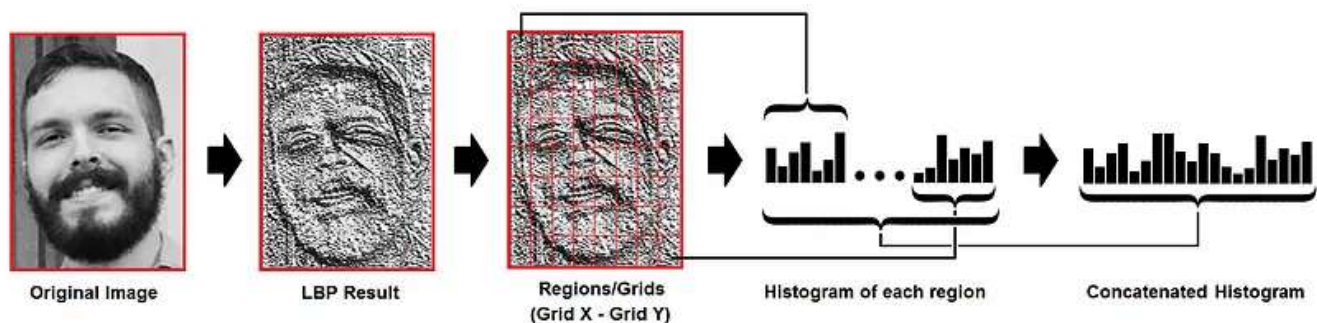 Original Image
LBP Result
Regions/Grids
(Grid X - Grid Y)
Histogram of each region
Concatenated Histogram